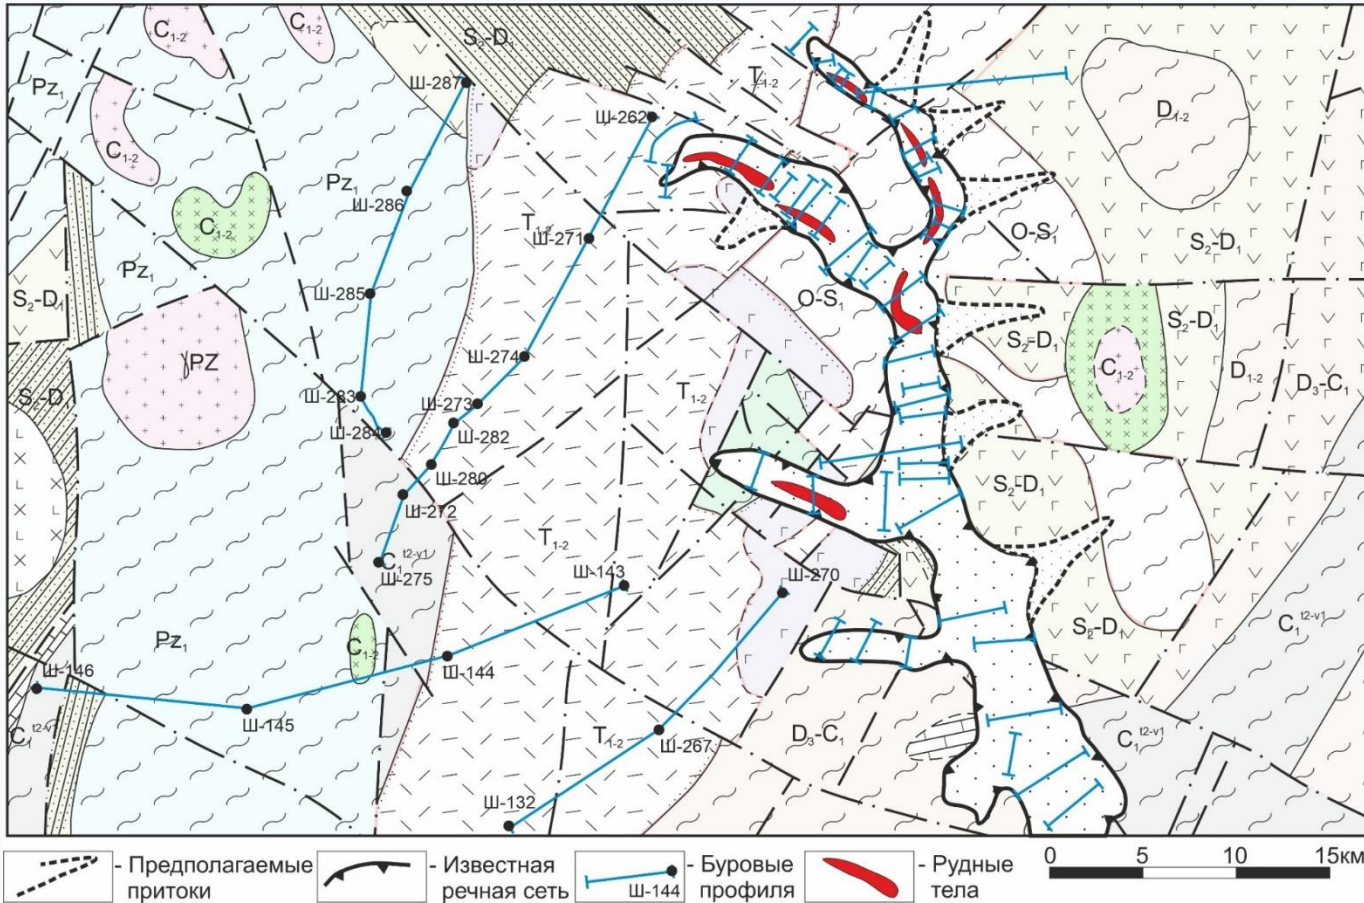 C₁₋₂
C₁₋₂
S₂-D₁
Pz₁
Ш-287
T₁₋₂
Ш-262
D₁₋₂
C₁₋₂
Pz₁
Ш-286
C₁₋₂
T₁₋₂
Ш-271
O-S₁
S₂-D₁
Pz₁
S₂-D₁
Ш-285
O-S₁
S₂-D₁
S₂-D₁
PZ
Ш-274
C₁₋₂
D₁₋₂
D₃-C₁
S₂-D
Ш-283
Ш-273
T₁₋₂
Ш-284
Ш-282
Ш-280
S₂-D₁
Ш-272
T₁₋₂
C₁ᵗ²⁻ᵛ¹
Ш-275
Ш-143
Ш-270
S₂-D₁
C₁ᵗ²⁻ᵛ¹
Pz₁
C₁₋₂
Ш-146
Ш-144
Ш-145
C₁ᵗ²⁻ᵛ¹
T₁₋₂
Ш-267
D₃-C₁
C₁ᵗ²⁻ᵛ¹
Ш-132
- Предполагаемые
притоки
- Известная
речная сеть
Ш-144
- Буровые
профиля
- Рудные
тела
0 5 10 15км